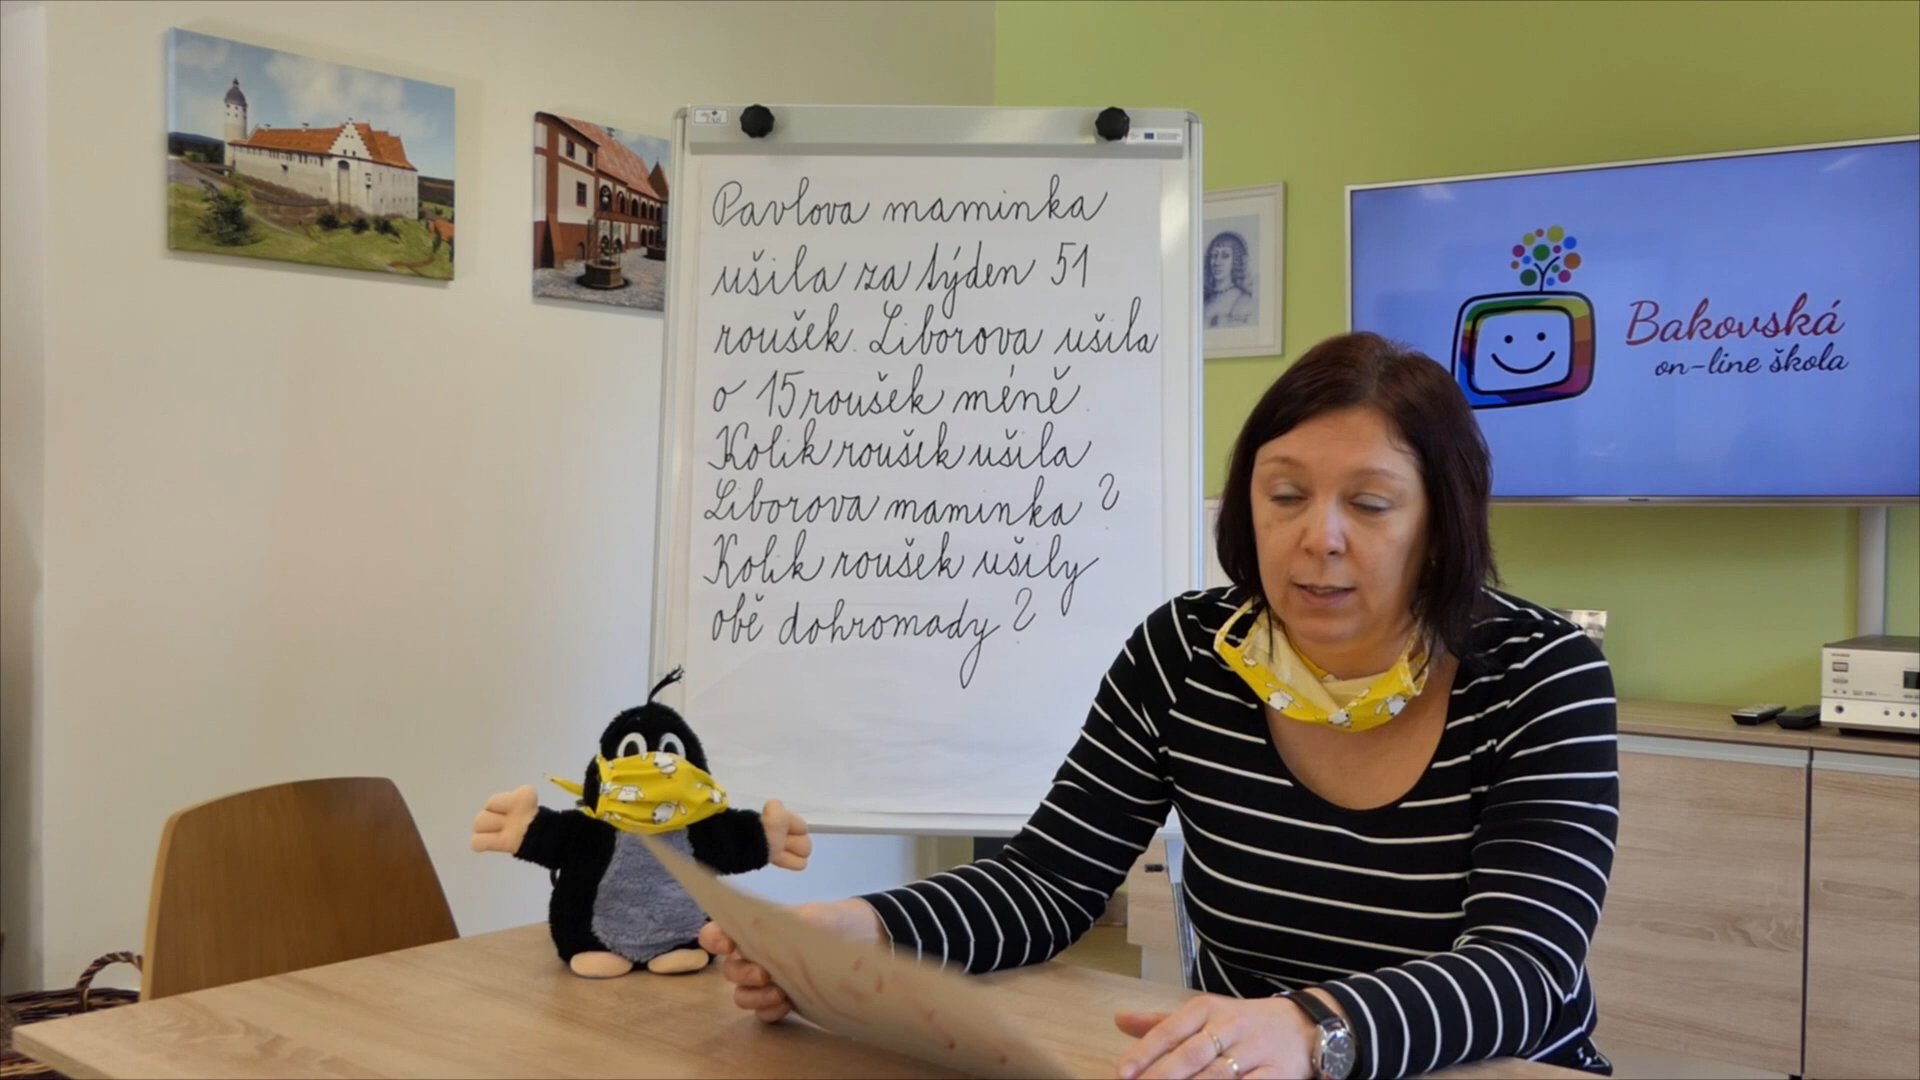 Pavlova maminka
ušila za týden 51
roušek. Liborova ušila
o 15 roušek méně.
Kolik roušek ušila
Liborova maminka?
Kolik roušek ušily
obě dohromady?
Bakovská
on-line škola